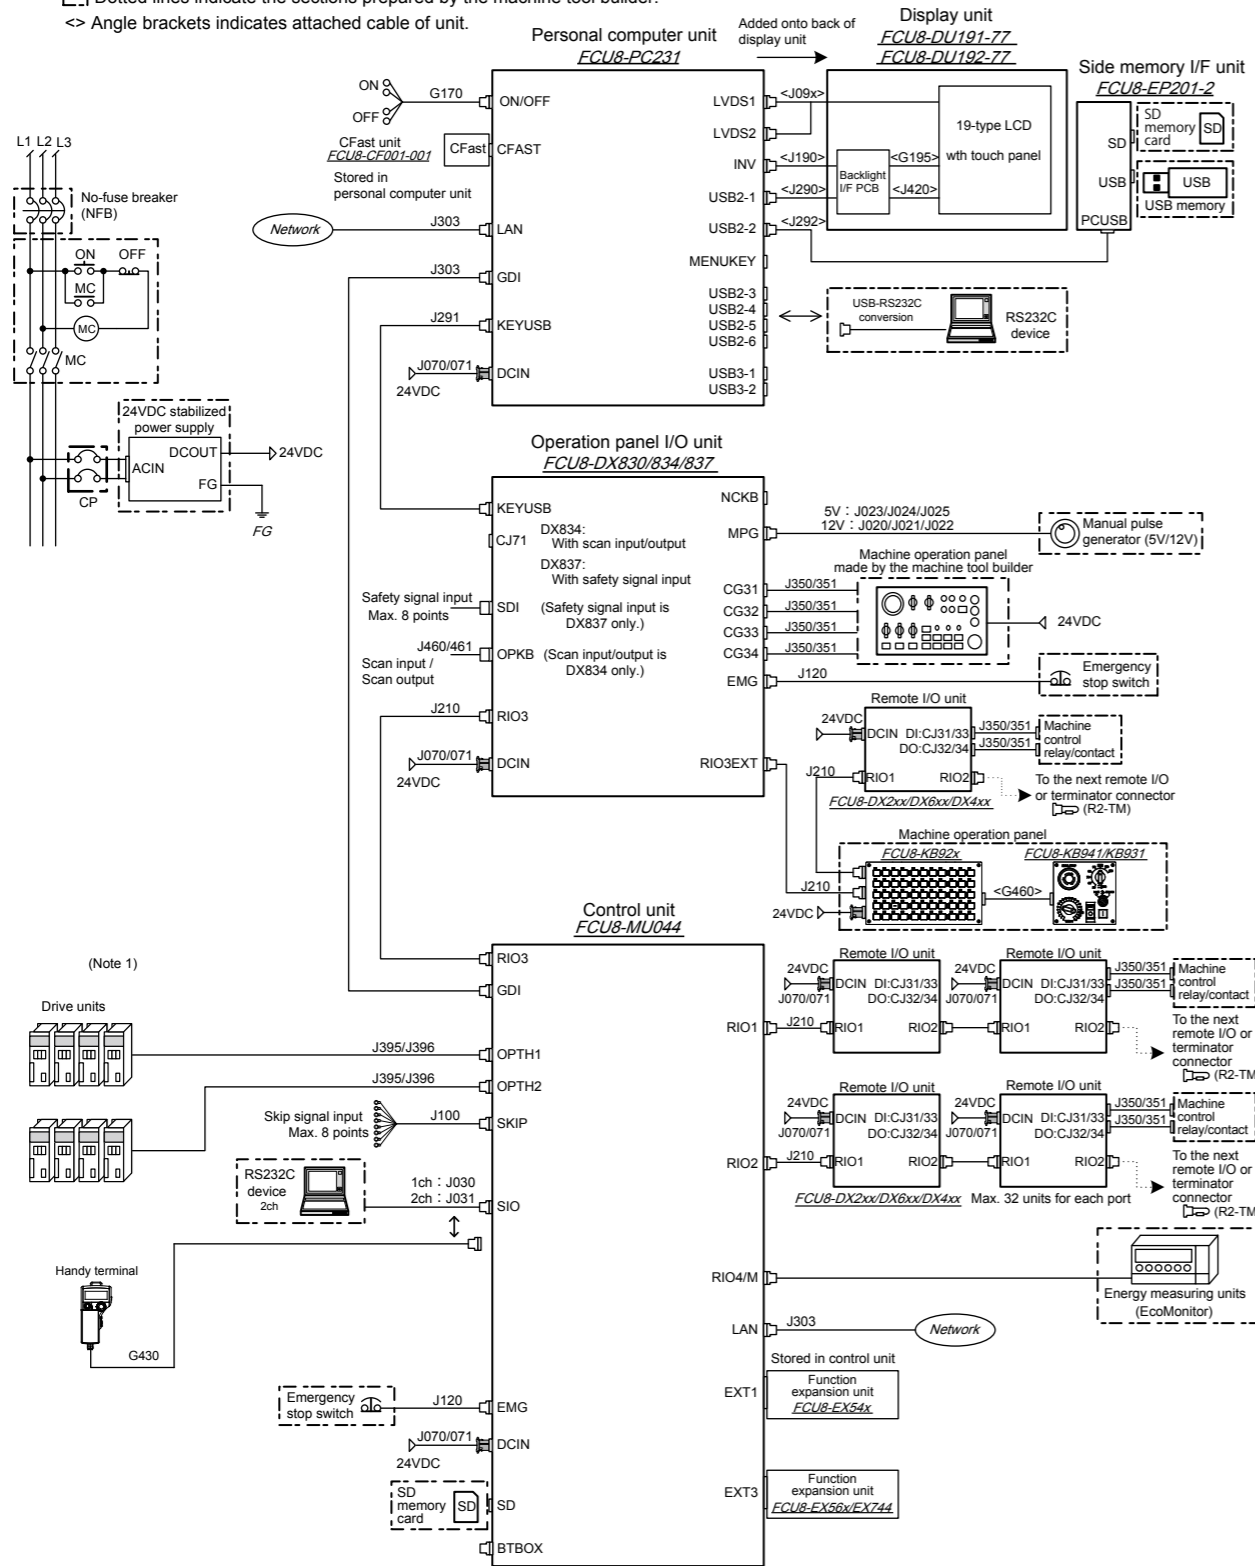 Dotted lines indicate the sections prepared by the machine tool builder.
<> Angle brackets indicates attached cable of unit.
Personal computer unit
FCU8-PC231
Added onto back of
display unit
Display unit
FCU8-DU191-77
FCU8-DU192-77
Side memory I/F unit
FCU8-EP201-2
ON
OFF
G170
ON/OFF
CFast unit
FCU8-CF001-001
CFast
CFAST
Stored in
personal computer unit
Network
J303
LAN
J303
GDI
J291
KEYUSB
J070/071
24VDC
DCIN
LVDS1
LVDS2
INV
USB2-1
USB2-2
MENUKEY
USB2-3
USB2-4
USB2-5
USB2-6
USB3-1
USB3-2
<J09x>
<J190>
<J290>
<J292>
Backlight
I/F PCB
<G195>
<J420>
19-type LCD
wth touch panel
SD
USB
PCUSB
SD
memory
card
SD
USB
USB memory
USB-RS232C
conversion
RS232C
device
L1 L2 L3
No-fuse breaker
(NFB)
ON
OFF
MC
MC
MC
24VDC stabilized
power supply
DCOUT
ACIN
FG
24VDC
CP
FG
Operation panel I/O unit
FCU8-DX830/834/837
KEYUSB
CJ71
DX834:
With scan input/output
DX837:
With safety signal input
Safety signal input
Max. 8 points
SDI
(Safety signal input is
DX837 only.)
J460/461
Scan input /
Scan output
OPKB
(Scan input/output is
DX834 only.)
J210
RIO3
J070/071
24VDC
DCIN
NCKB
MPG
CG31
CG32
CG33
CG34
EMG
RIO3EXT
5V : J023/J024/J025
12V : J020/J021/J022
Manual pulse
generator (5V/12V)
Machine operation panel
made by the machine tool builder
J350/351
J350/351
J350/351
J350/351
24VDC
J120
Emergency
stop switch
Remote I/O unit
24VDC
DCIN DI:CJ31/33
DO:CJ32/34
J350/351
J350/351
Machine
control
relay/contact
J210
RIO1
RIO2
To the next remote I/O
or terminator connector
(R2-TM)
FCU8-DX2xx/DX6xx/DX4xx
Machine operation panel
FCU8-KB92x
FCU8-KB941/KB931
J210
<G460>
24VDC
Control unit
FCU8-MU044
(Note 1)
Drive units
RIO3
GDI
J395/J396
OPTH1
J395/J396
OPTH2
Skip signal input
Max. 8 points
J100
SKIP
RS232C
device
2ch
1ch : J030
2ch : J031
SIO
Handy terminal
G430
Emergency
stop switch
J120
EMG
J070/071
24VDC
DCIN
SD
memory
card
SD
SD
BTBOX
RIO1
RIO2
RIO4/M
LAN
EXT1
EXT3
Remote I/O unit
Remote I/O unit
24VDC
J070/071
DCIN DI:CJ31/33
DO:CJ32/34
24VDC
J070/071
DCIN DI:CJ31/33
DO:CJ32/34
J350/351
J350/351
Machine
control
relay/contact
J210
RIO1
RIO2
RIO1
RIO2
To the next
remote I/O or
terminator
connector
(R2-TM
Remote I/O unit
Remote I/O unit
24VDC
J070/071
DCIN DI:CJ31/33
DO:CJ32/34
24VDC
J070/071
DCIN DI:CJ31/33
DO:CJ32/34
J350/351
J350/351
Machine
control
relay/contact
J210
RIO1
RIO2
RIO1
RIO2
To the next
remote I/O or
terminator
connector
(R2-TM
FCU8-DX2xx/DX6xx/DX4xx
Max. 32 units for each port
Energy measuring units
(EcoMonitor)
J303
Network
Stored in control unit
Function
expansion unit
FCU8-EX54x
Function
expansion unit
FCU8-EX56x/EX744